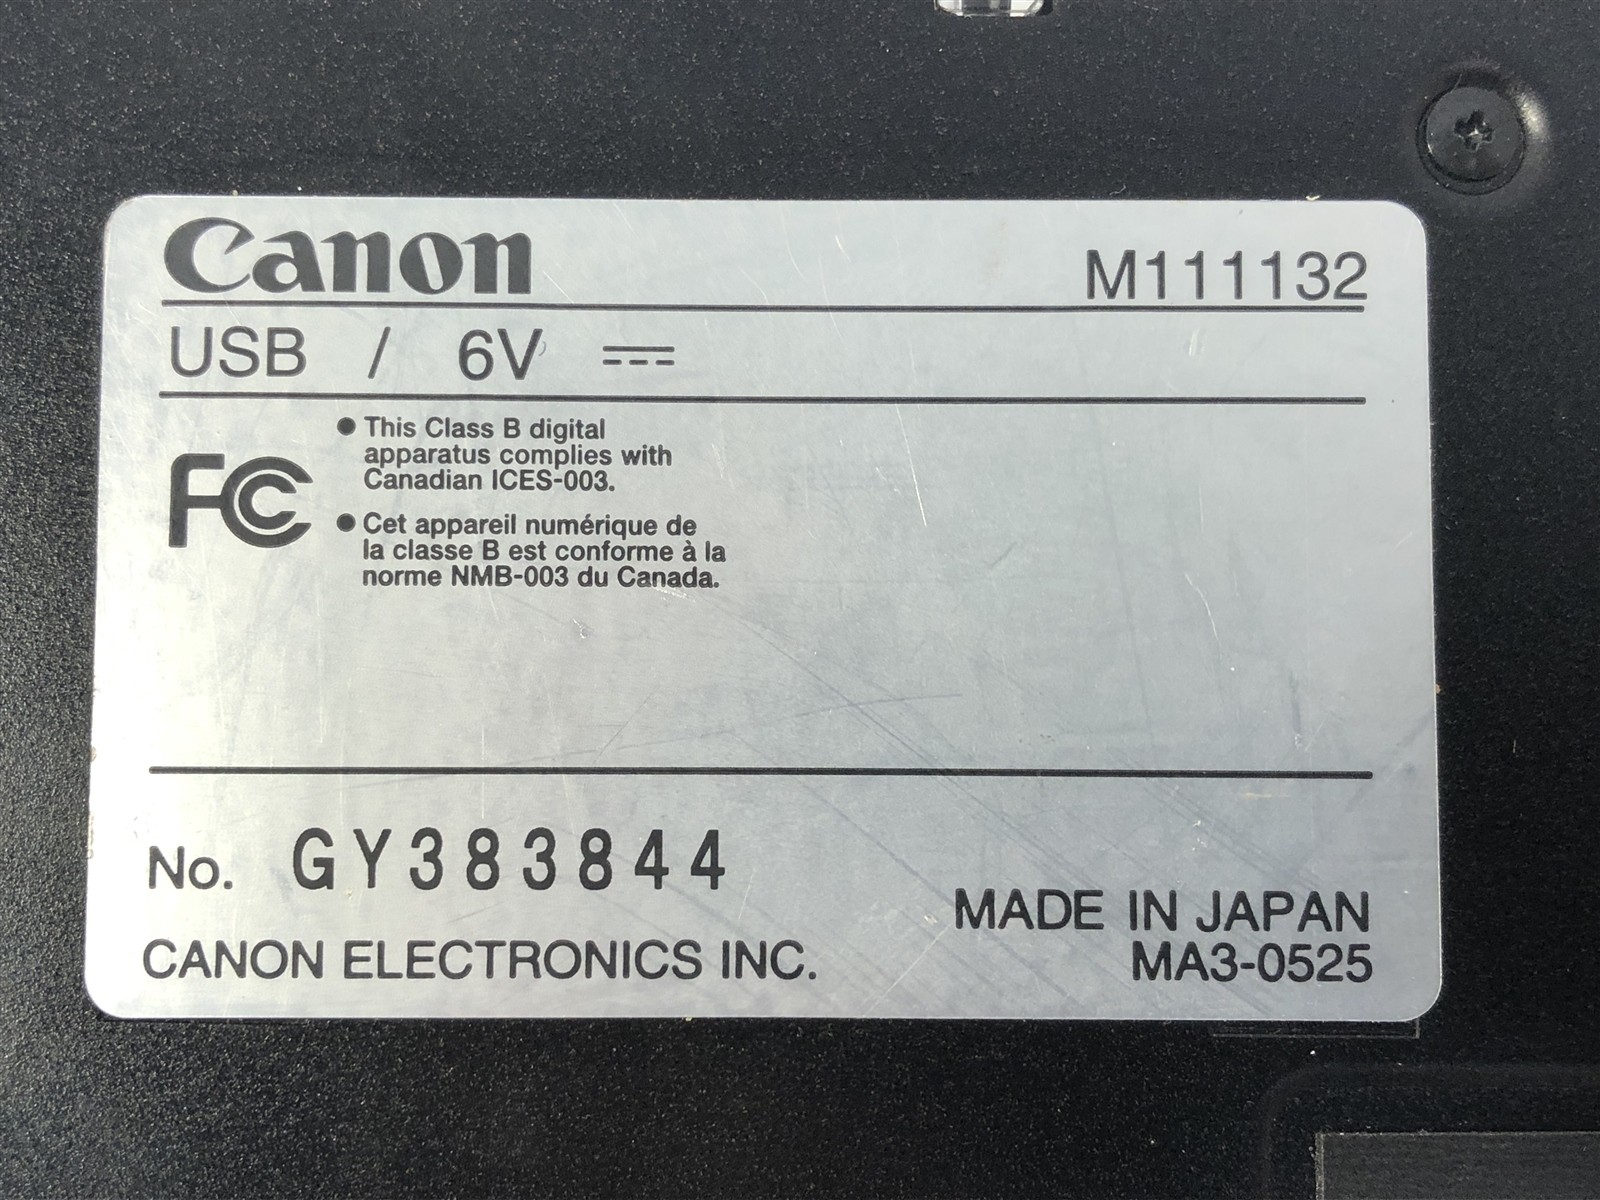 Canon
M111132
USB / 6V ⎓
FC
● This Class B digital
apparatus complies with
Canadian ICES-003.
● Cet appareil numérique de
la classe B est conforme à la
norme NMB-003 du Canada.
No. GY383844
MADE IN JAPAN
CANON ELECTRONICS INC.
MA3-0525